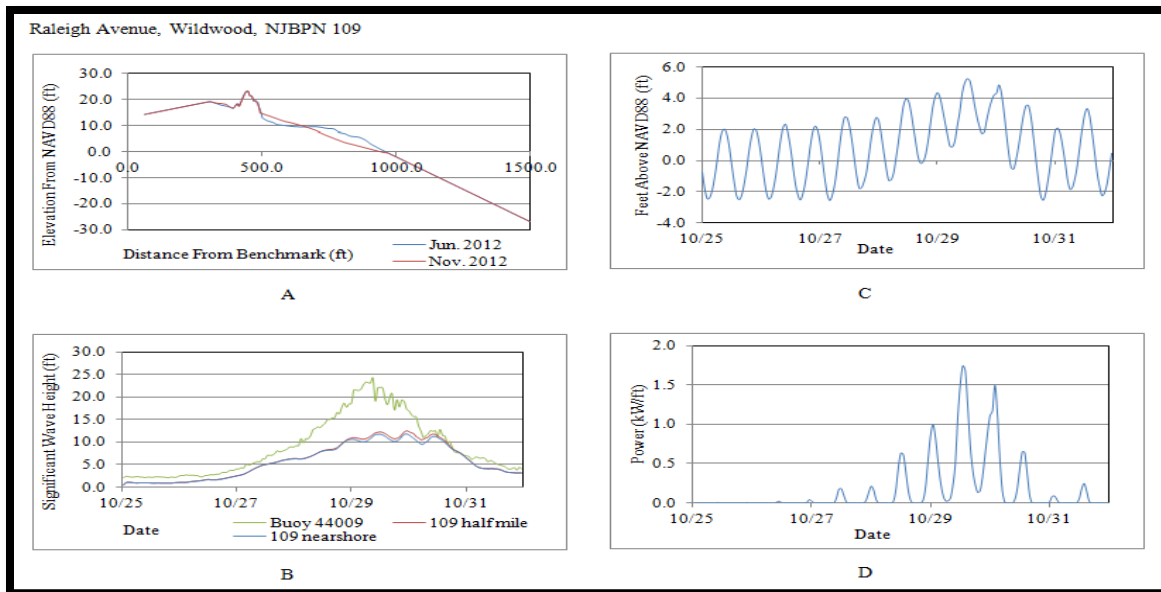 Raleigh Avenue, Wildwood, NJBPN 109
Elevation From NAVD88 (ft)
30.0
20.0
10.0
0.0
-10.0
-20.0
-30.0
0.0 500.0 1000.0 1500.0
Distance From Benchmark (ft)
Jun. 2012
Nov. 2012
A
Feet Above NAVD88 (ft)
6.0
4.0
2.0
0.0
-2.0
-4.0
10/25 10/27 10/29 10/31
Date
C
Significant Wave Height (ft)
30.0
25.0
20.0
15.0
10.0
5.0
0.0
10/25 10/27 10/29 10/31
Date
Buoy 44009 109 half mile
109 nearshore
B
Power (kW/ft)
2.0
1.5
1.0
0.5
0.0
10/25 10/27 10/29 10/31
Date
D